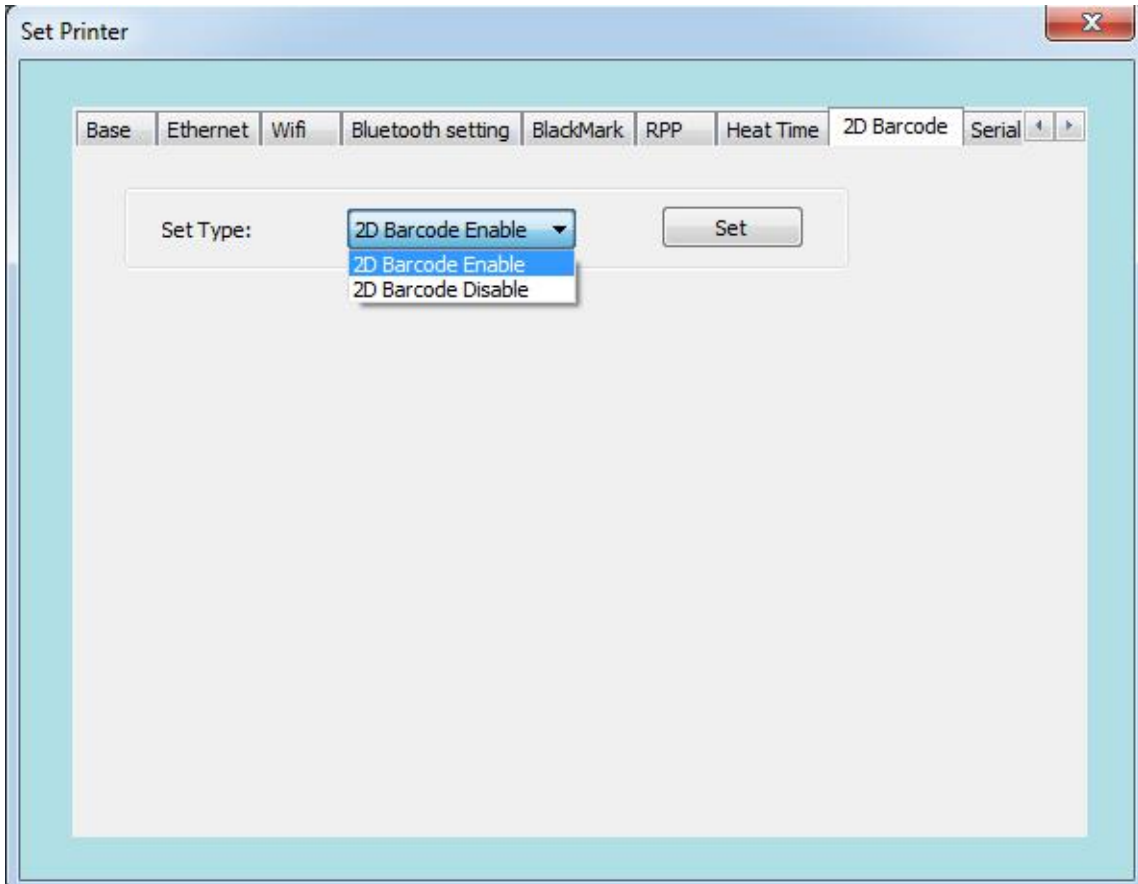 Set Printer
Base Ethernet Wifi Bluetooth setting BlackMark RPP Heat Time 2D Barcode Serial
Set Type: 2D Barcode Enable Set
2D Barcode Enable
2D Barcode Disable